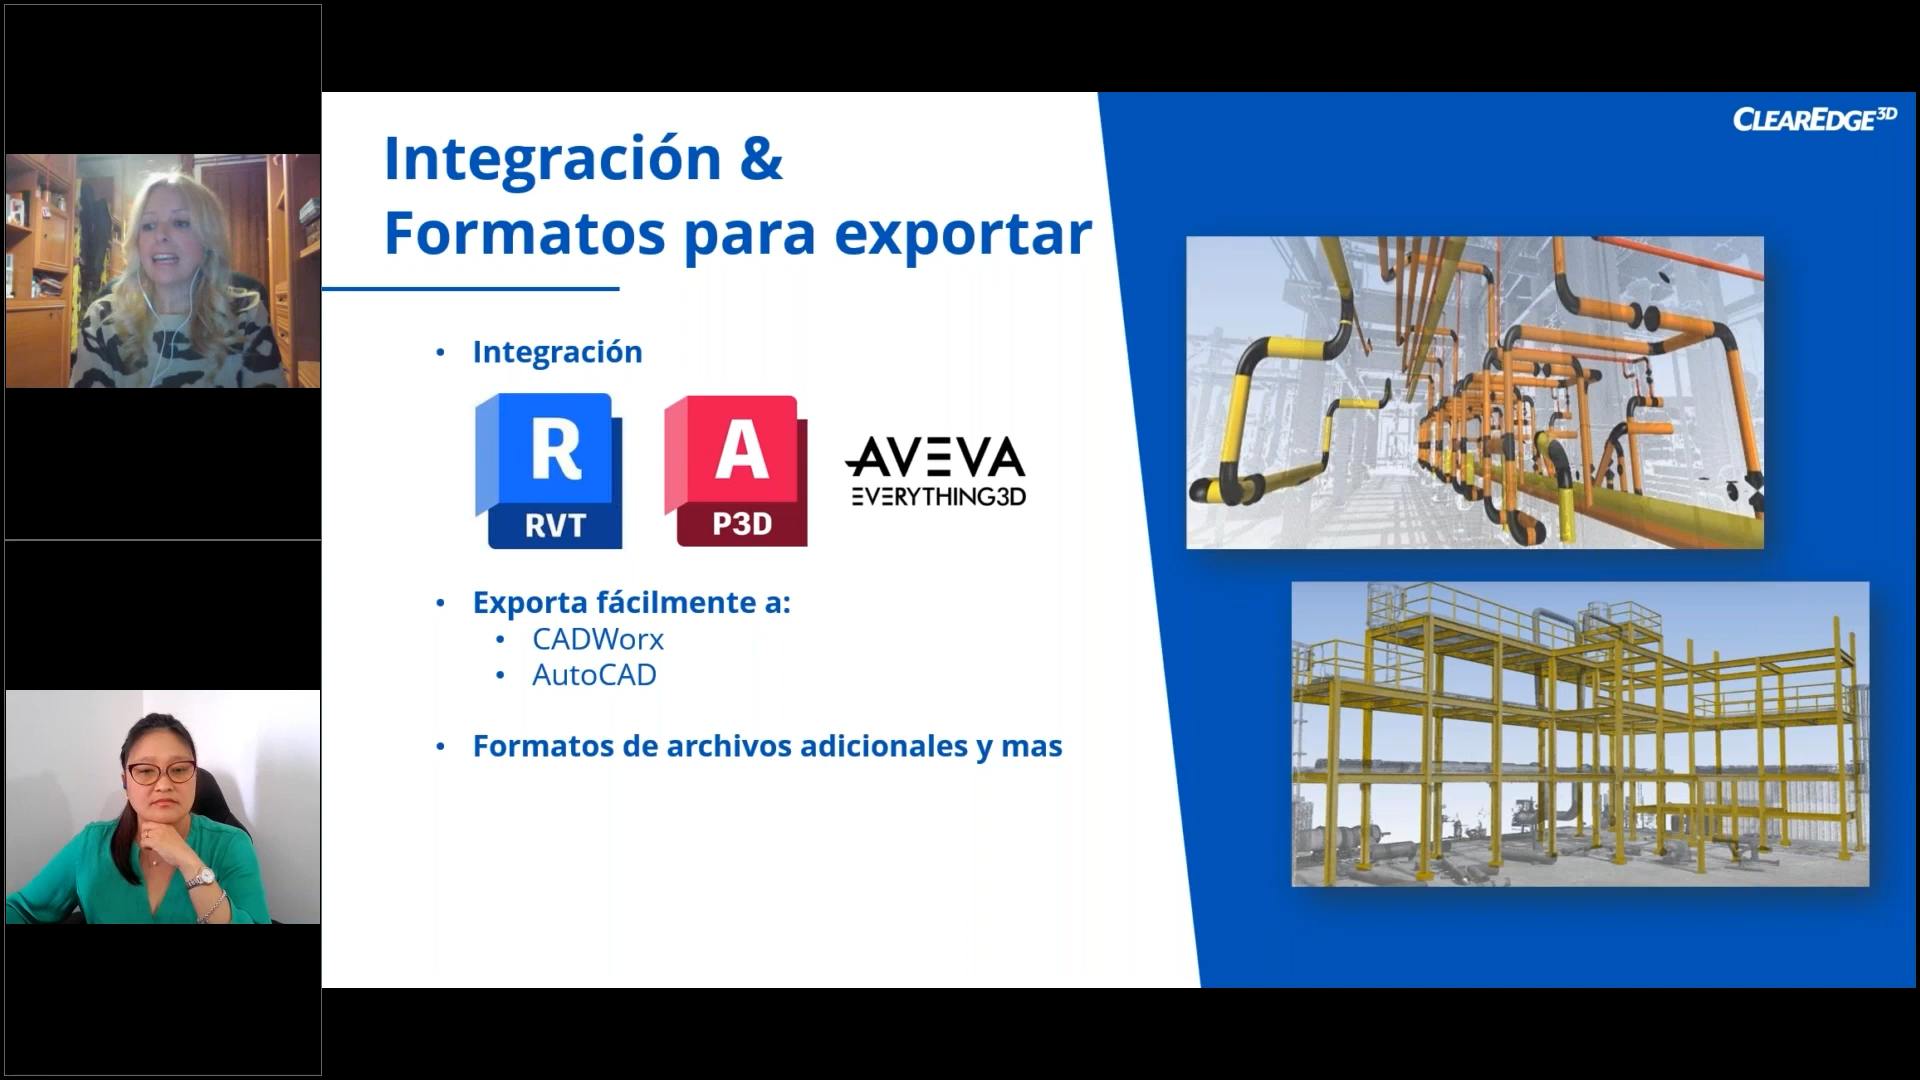 CLEAREDGE3D
Integración &
Formatos para exportar
• Integración
R
RVT
A
P3D
AVEVA
EVERYTHING3D
• Exporta fácilmente a:
• CADWorx
• AutoCAD
• Formatos de archivos adicionales y mas